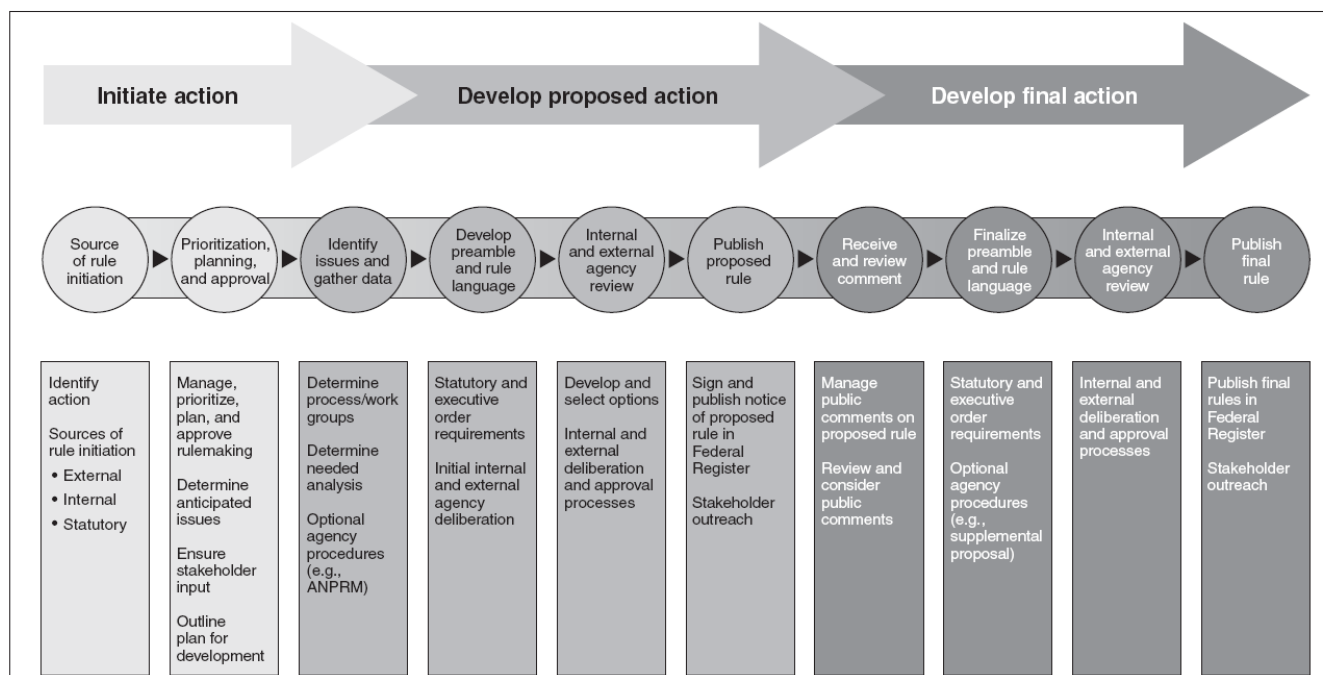 Initiate action
Develop proposed action
Develop final action
Source
of rule
initiation
Prioritization,
planning,
and approval
Identify
issues and
gather data
Develop
preamble
and rule
language
Internal
and external
agency
review
Publish
proposed
rule
Receive
and review
comment
Finalize
preamble
and rule
language
Internal
and external
agency
review
Publish
final
rule
Identify
action
Sources of
rule initiation
• External
• Internal
• Statutory
Manage,
prioritize,
plan, and
approve
rulemaking
Determine
anticipated
issues
Ensure
stakeholder
input
Outline
plan for
development
Determine
process/work
groups
Determine
needed
analysis
Optional
agency
procedures
(e.g.,
ANPRM)
Statutory and
executive
order
requirements
Initial internal
and external
agency
deliberation
Develop and
select options
Internal and
external
deliberation
and approval
processes
Sign and
publish notice
of proposed
rule in
Federal
Register
Stakeholder
outreach
Manage
public
comments on
proposed rule
Review and
consider
public
comments
Statutory and
executive
order
requirements
Optional
agency
procedures
(e.g.,
supplemental
proposal)
Internal and
external
deliberation
and approval
processes
Publish final
rules in
Federal
Register
Stakeholder
outreach